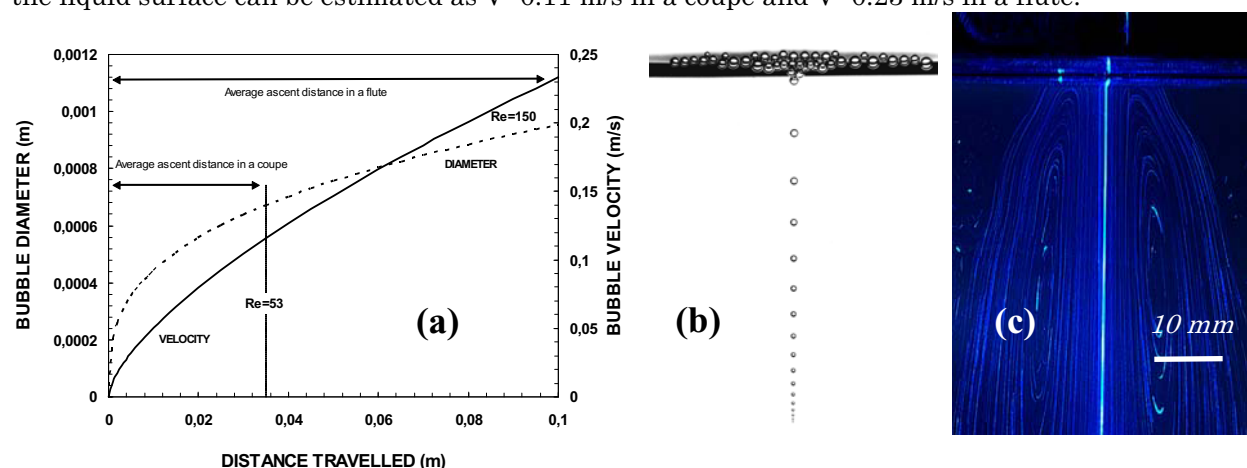 the liquid surface can be estimated as V~0.11 m/s in a coupe and V~0.23 m/s in a flute.
0,0012
0,001
0,0008
0,0006
0,0004
0,0002
0
BUBBLE DIAMETER (m)
Average ascent distance in a flute
Average ascent distance in a coupe
Re=150
DIAMETER
Re=53
VELOCITY
(a)
0,25
0,2
0,15
0,1
0,05
0
BUBBLE VELOCITY (m/s)
0
0,02
0,04
0,06
0,08
0,1
DISTANCE TRAVELLED (m)
(b)
(c)
10 mm